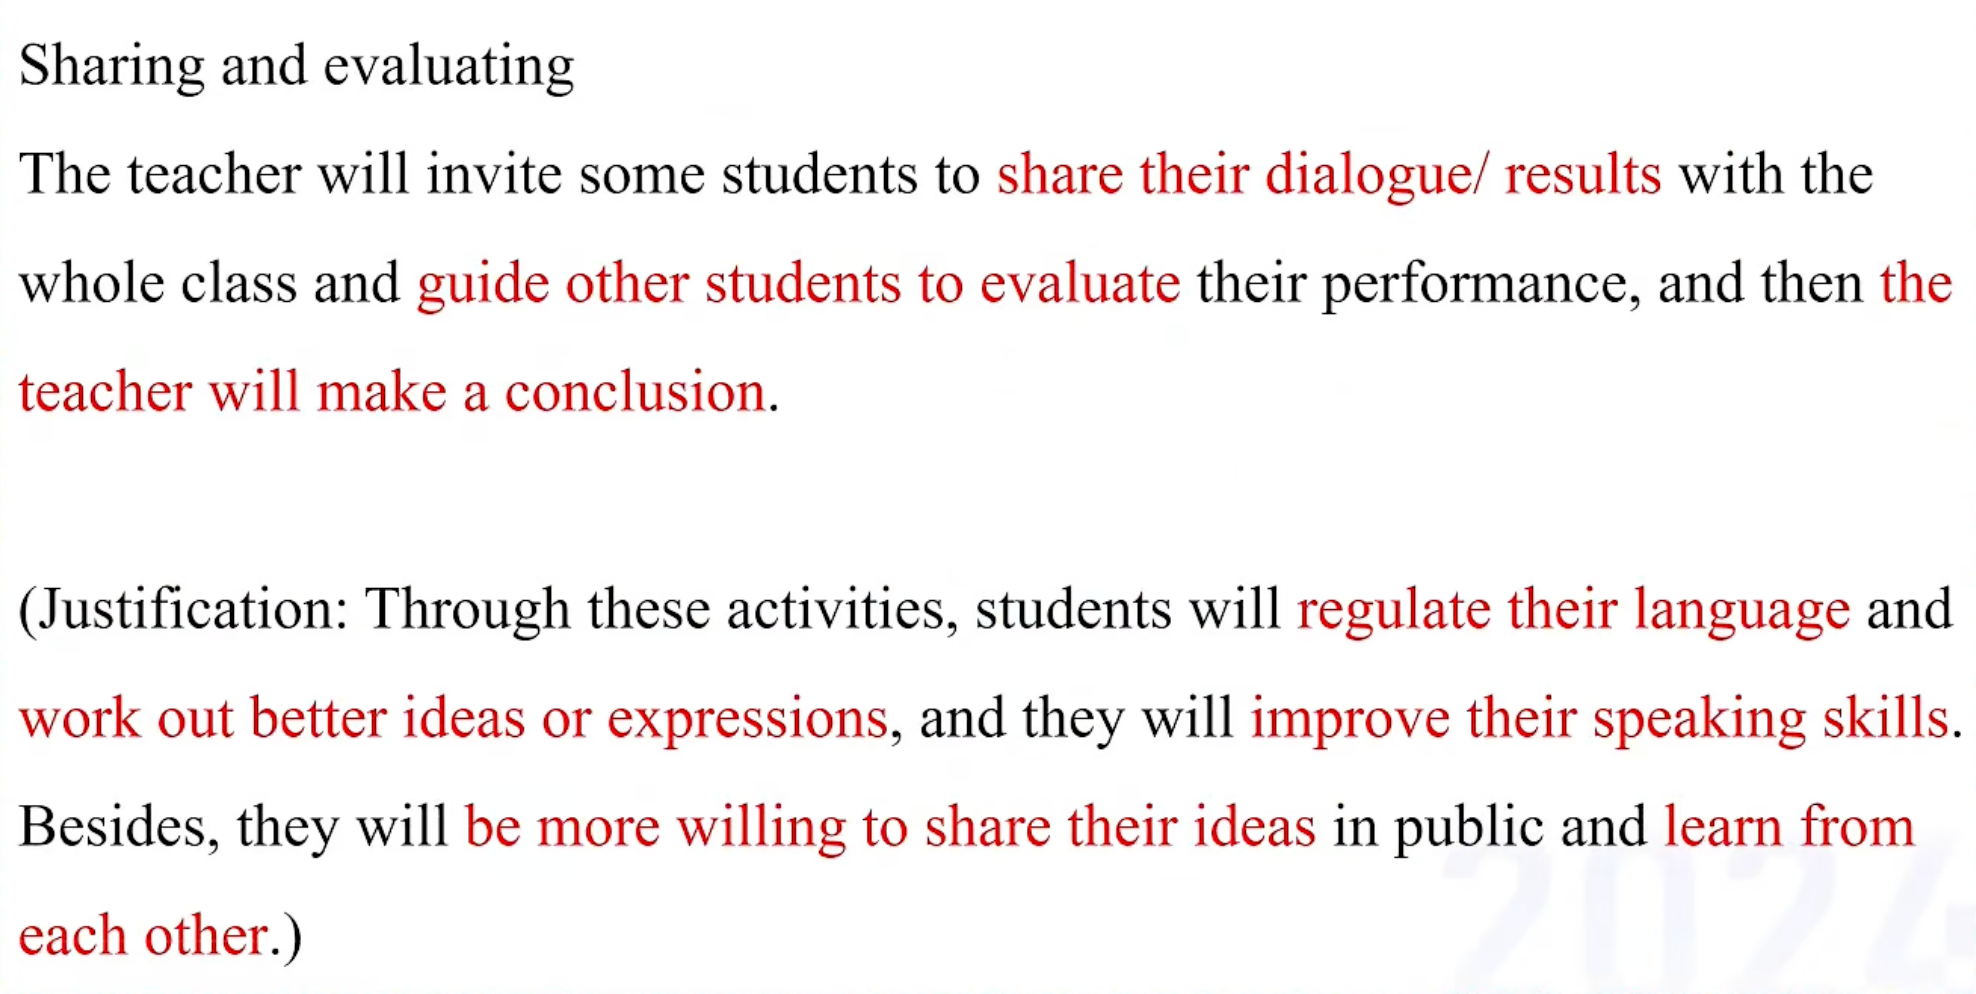 Sharing and evaluating
The teacher will invite some students to share their dialogue/ results with the
whole class and guide other students to evaluate their performance, and then the
teacher will make a conclusion.
(Justification: Through these activities, students will regulate their language and
work out better ideas or expressions, and they will improve their speaking skills.
Besides, they will be more willing to share their ideas in public and learn from
each other.)
2024